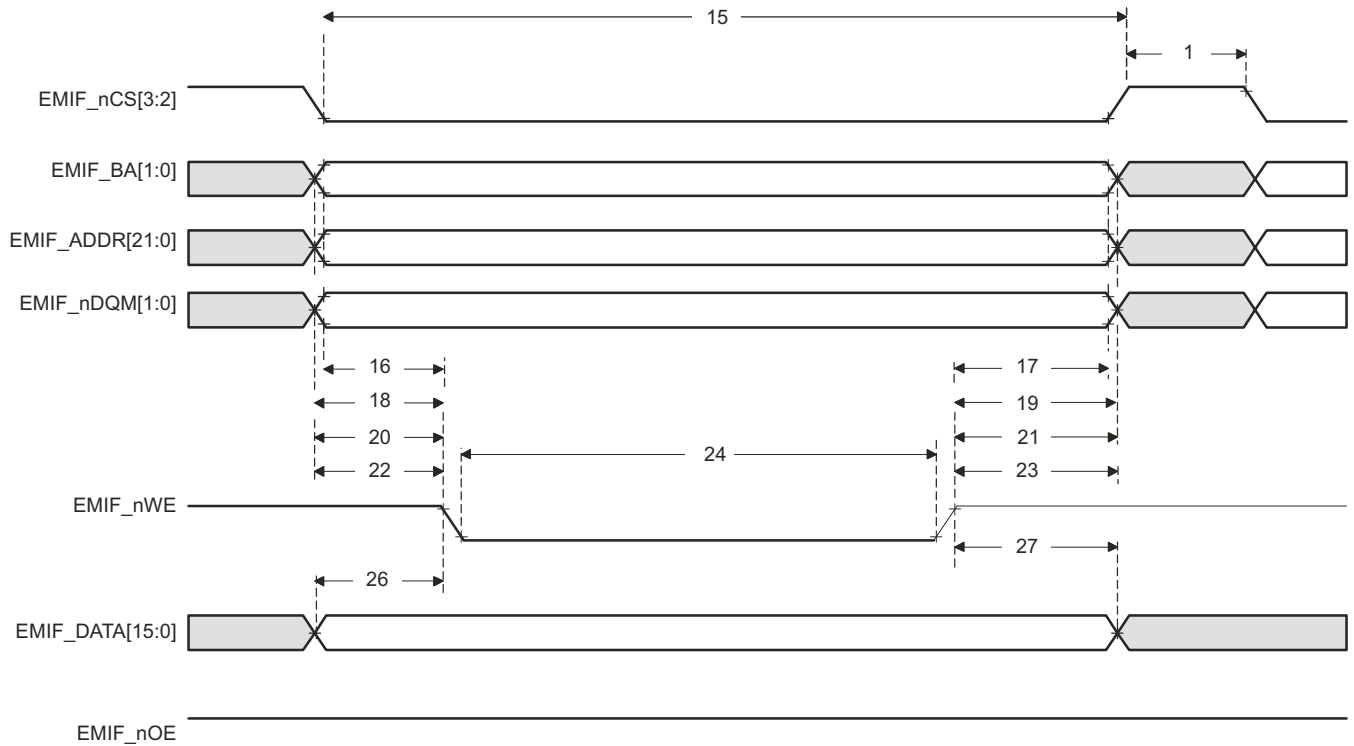 15
1
EMIF_nCS[3:2]
EMIF_BA[1:0]
EMIF_ADDR[21:0]
EMIF_nDQM[1:0]
16 17
18 19
20 21
24
22 23
EMIF_nWE
27
26
EMIF_DATA[15:0]
EMIF_nOE